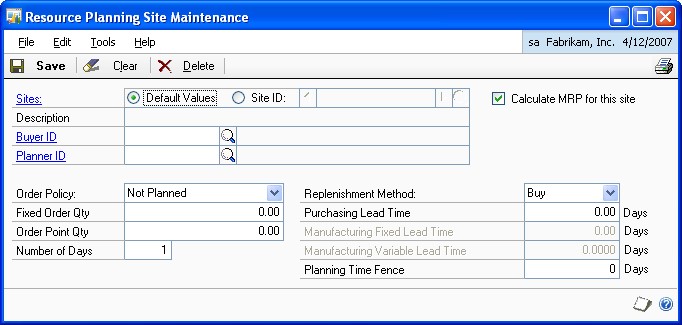 Resource Planning Site Maintenance
File Edit Tools Help sa Fabrikam, Inc. 4/12/2007
Save Clear Delete
Sites: Default Values Site ID: Calculate MRP for this site
Description
Buyer ID
Planner ID
Order Policy: Not Planned Replenishment Method: Buy
Fixed Order Qty 0.00 Purchasing Lead Time 0.00 Days
Order Point Qty 0.00 Manufacturing Fixed Lead Time 0.00 Days
Number of Days 1 Manufacturing Variable Lead Time 0.0000 Days
Planning Time Fence 0 Days